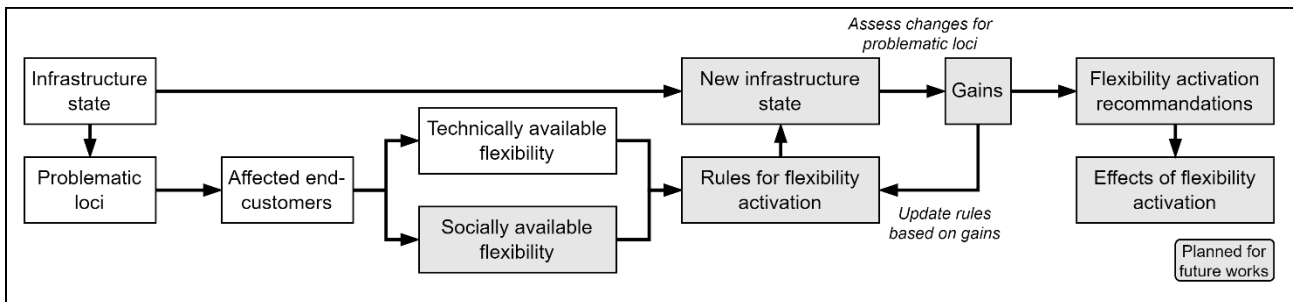 Assess changes for
problematic loci
Infrastructure
state
New infrastructure
state
Gains
Flexibility activation
recommandations
Technically available
flexibility
Problematic
loci
Affected end-
customers
Rules for flexibility
activation
Effects of flexibility
activation
Socially available
flexibility
Update rules
based on gains
Planned for
future works